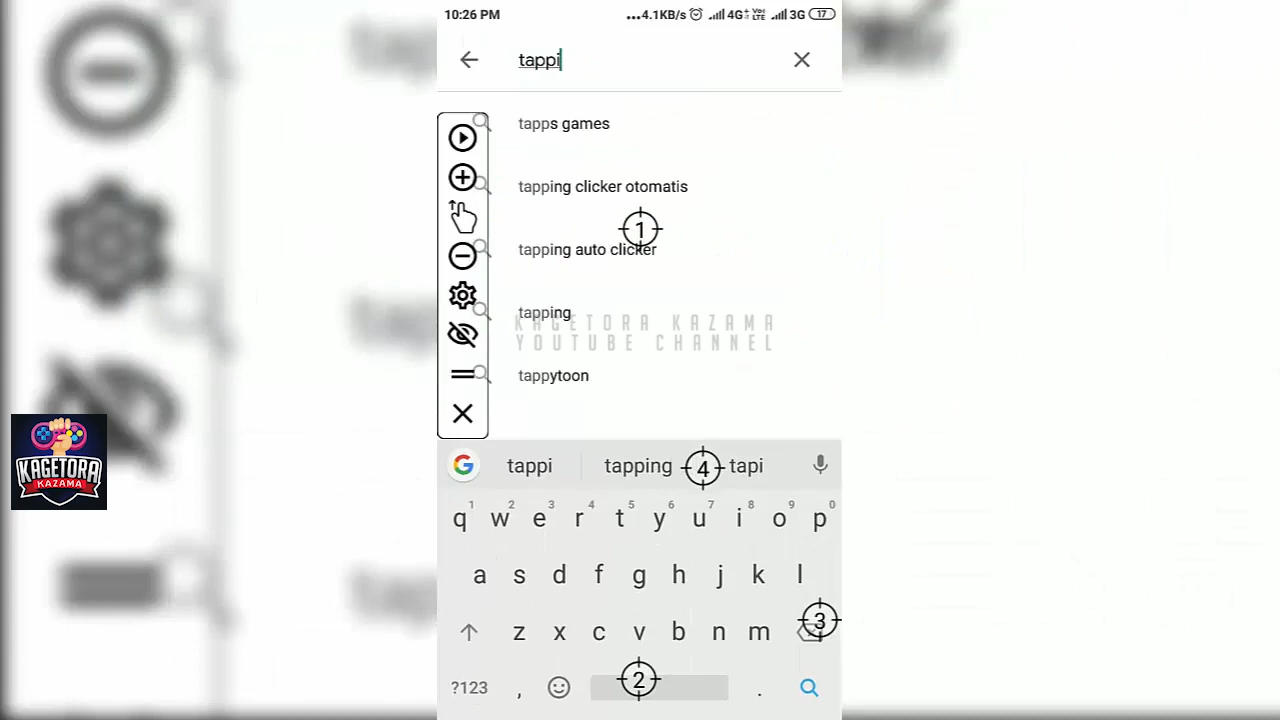 10:26 PM
...4.1KB/s 4G+ Vo LTE 3G 17
tappi
tapps games
tapping clicker otomatis
1
tapping auto clicker
tapping
KAGETORA KAZAMA
YOUTUBE CHANNEL
tappytoon
KAGETORA
KAZAMA
tappi tapping 4 tapi
1 2 3 4 5 6 7 8 9 0
q w e r t y u i o p
a s d f g h j k l
3
z x c v b n m
2
?123 , .